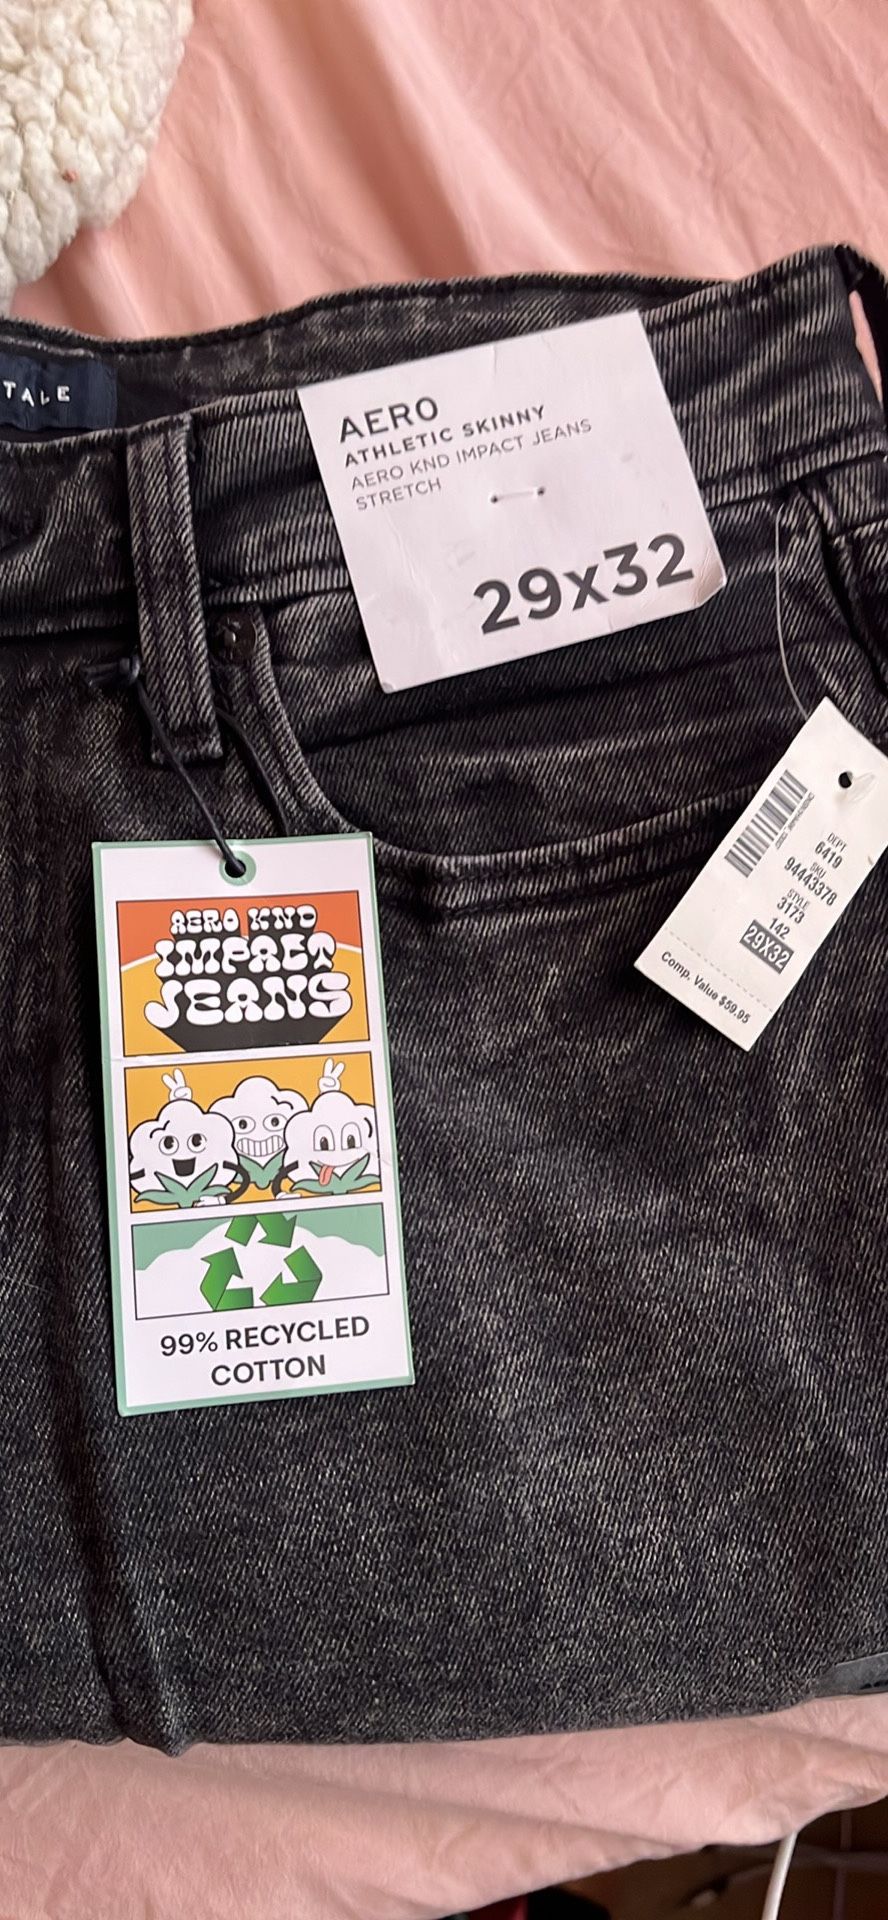 TALE
AERO
ATHLETIC SKINNY
AERO KND IMPACT JEANS
STRETCH
29x32
AERO KND
IMPACT
JEANS
99% RECYCLED
COTTON
DEPT
6419
SKU
94443378
STYLE
3173
142
29X32
Comp. Value $59.95